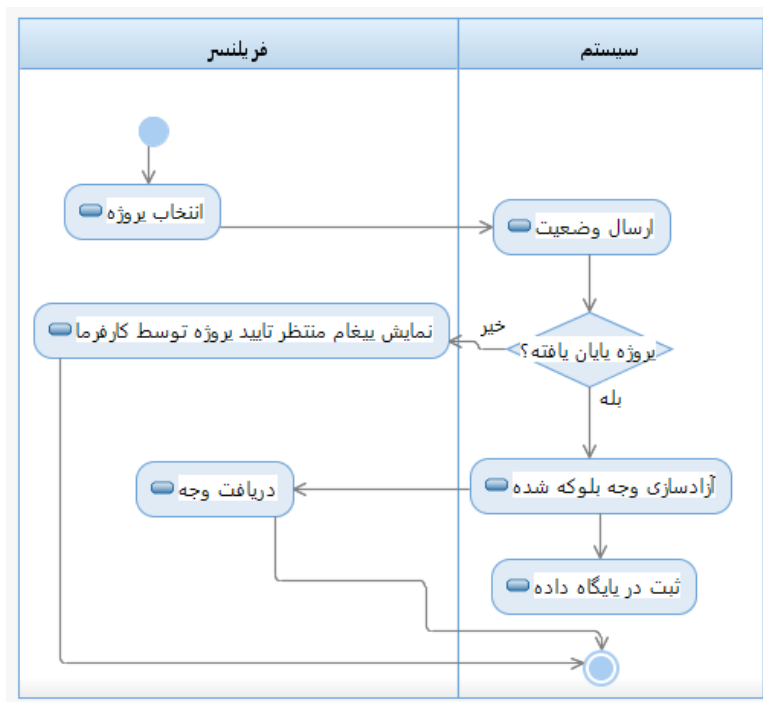 سیستم
فریلنسر
انتخاب پروژه
ارسال وضعیت
نمایش پیغام منتظر تایید پروژه توسط کارفرما
خیر
پروژه پایان یافته؟
بله
آزادسازی وجه بلوکه شده
دریافت وجه
ثبت در پایگاه داده